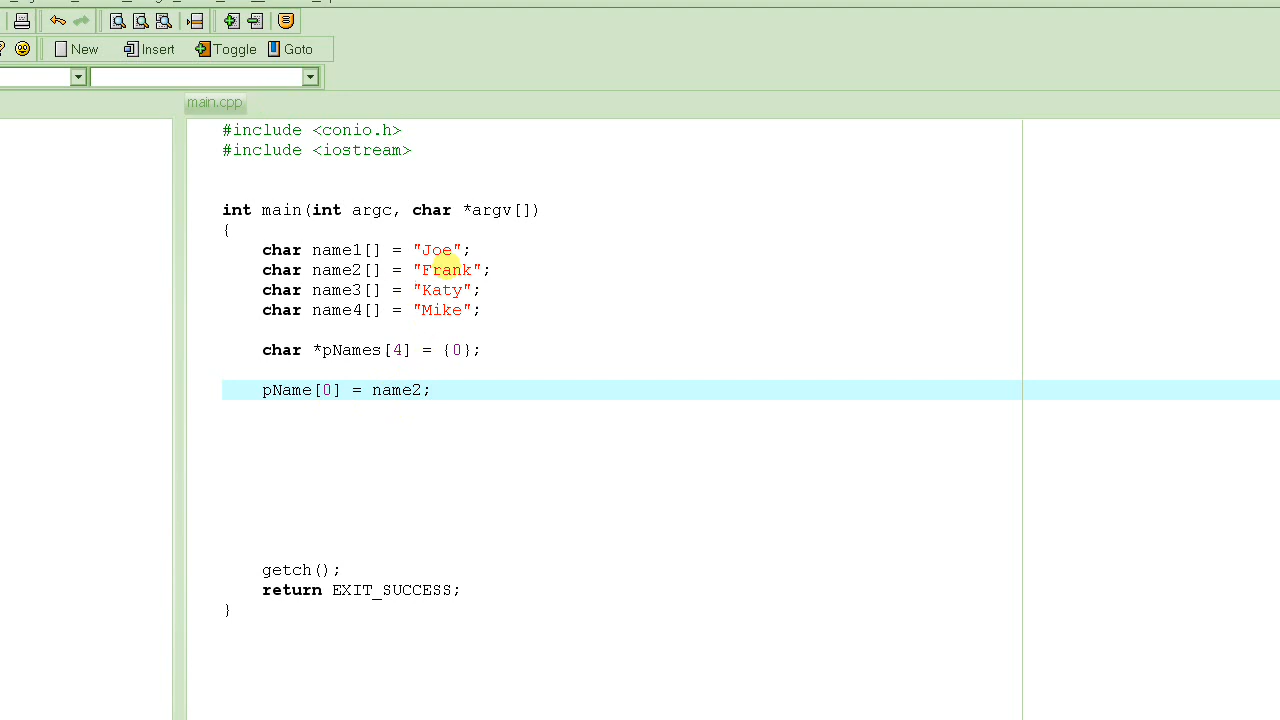 New Insert Toggle Goto
main.cpp
#include <conio.h>
#include <iostream>
int main(int argc, char *argv[])
{
char name1[] = "Joe";
char name2[] = "Frank";
char name3[] = "Katy";
char name4[] = "Mike";
char *pNames[4] = {0};
pName[0] = name2;
getch();
return EXIT_SUCCESS;
}